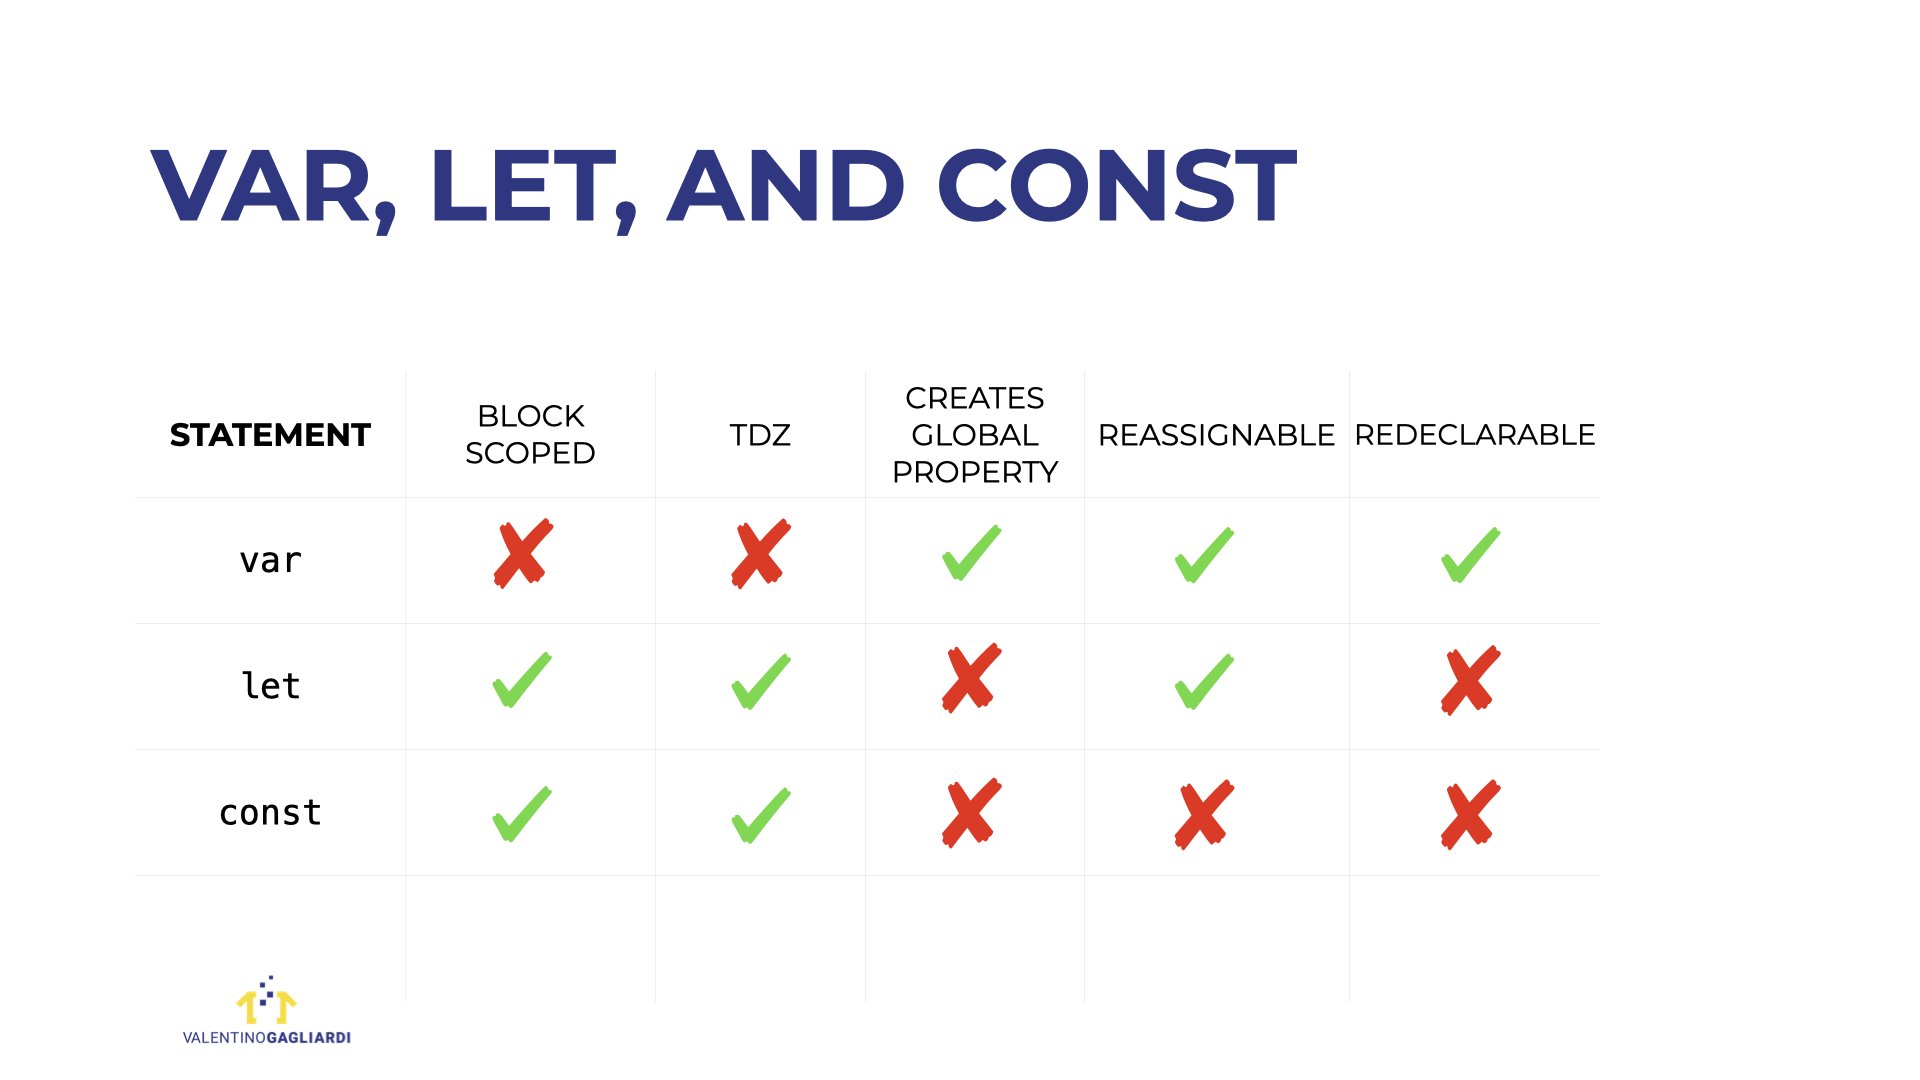 VAR, LET, AND CONST
STATEMENT
BLOCK
SCOPED
TDZ
CREATES
GLOBAL
PROPERTY
REASSIGNABLE
REDECLARABLE
var
let
const
VALENTINOGAGLIARDI